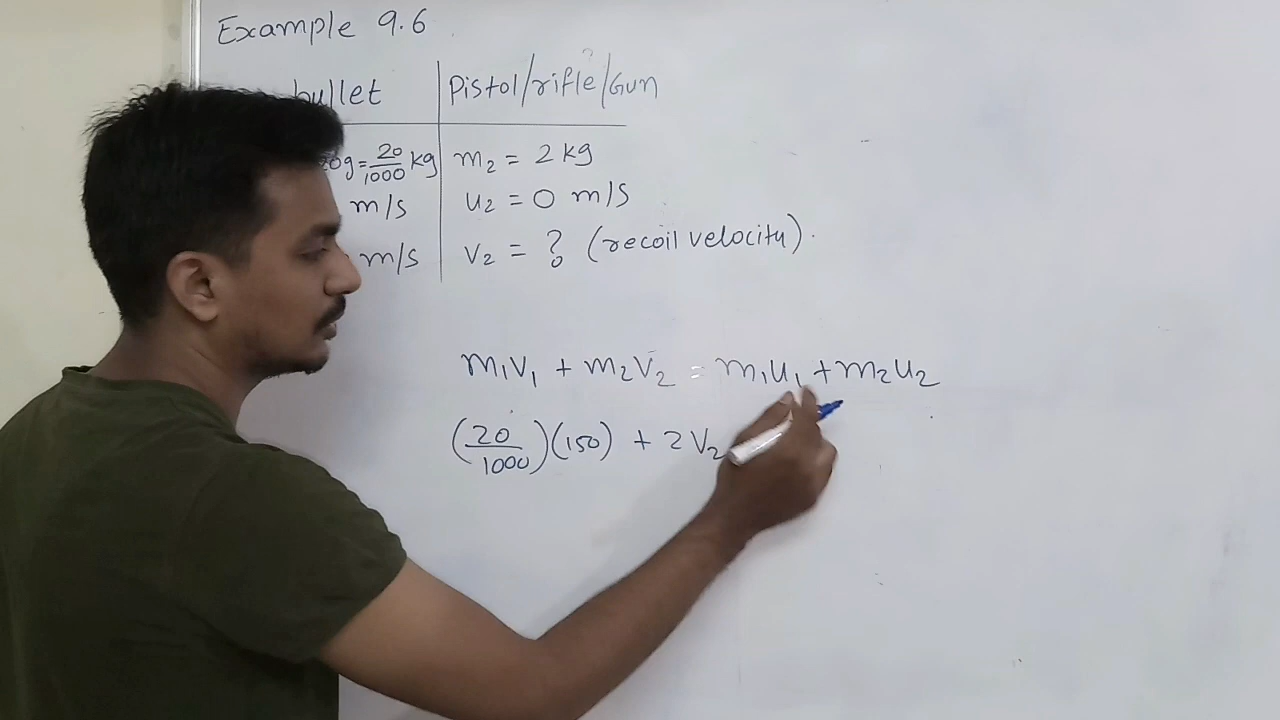 Example 9.6
bullet Pistol/rifle/Gun
20g = 20/1000 kg m₂ = 2 kg
m/s u₂ = 0 m/s
m/s v₂ = ? (recoil velocity).
m₁v₁ + m₂v₂ = m₁u₁ + m₂u₂
(20/1000)(150) + 2v₂